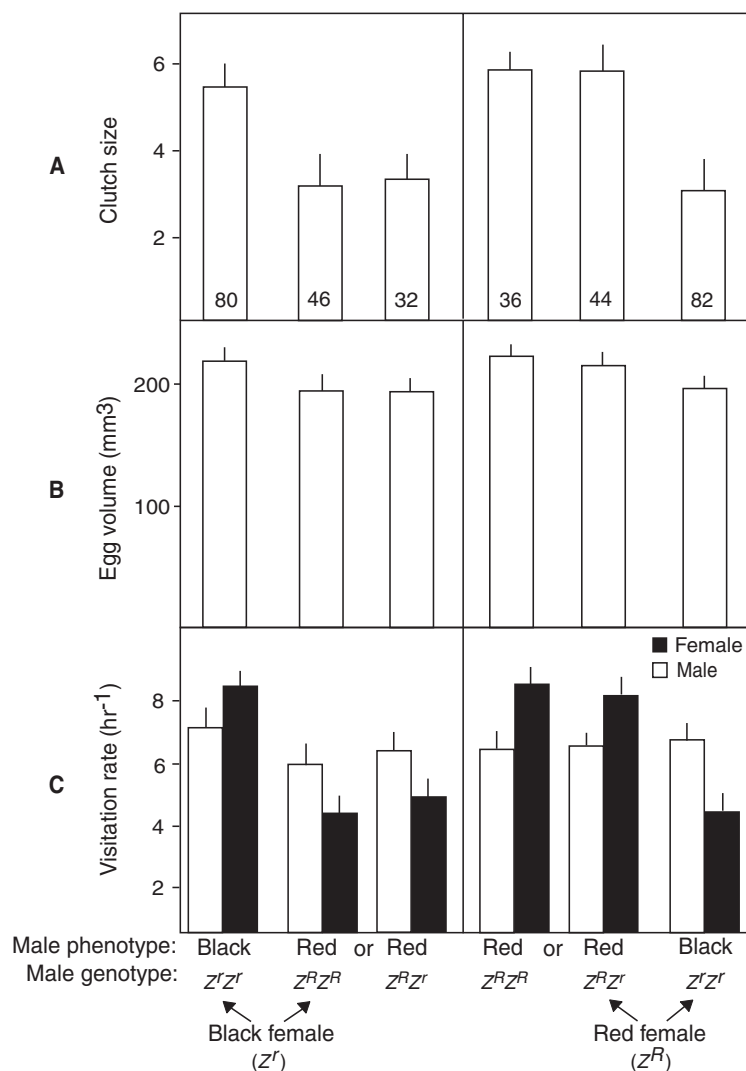 A
Clutch size
6
4
2
80 46 32 36 44 82
B
Egg volume (mm3)
200
100
C
Visitation rate (hr-1)
Female
Male
8
6
4
2
Male phenotype: Black Red or Red Red or Red Black
Male genotype: zrzr zRzR zRzr zRzR zRzr zrzr
Black female Red female
(zr) (zR)